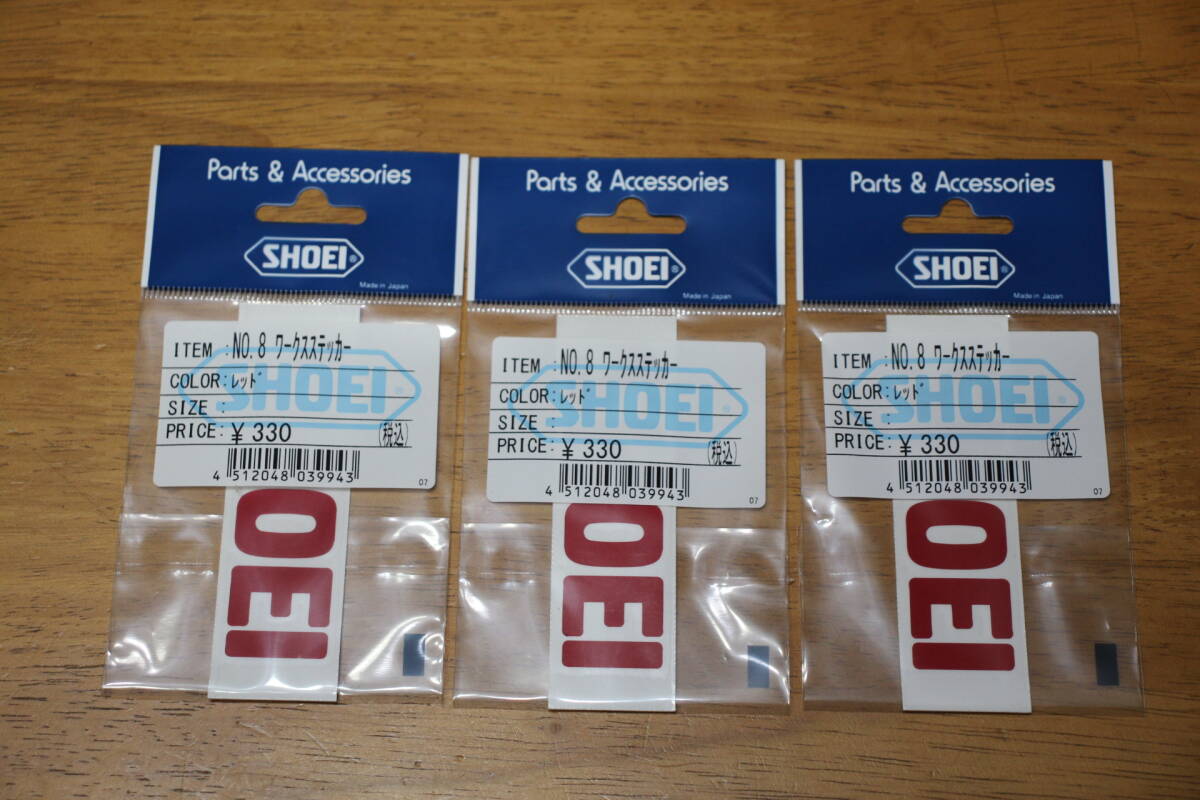 Parts & Accessories
SHOEI®
Made in Japan
ITEM :NO.8 ワークスステッカー
COLOR:レッド
SIZE :
PRICE:¥330 (税込)
SHOEI
4 512048 039943
07
OEI
Parts & Accessories
SHOEI®
Made in Japan
ITEM :NO.8 ワークスステッカー
COLOR:レッド
SIZE :
PRICE:¥330 (税込)
SHOEI
4 512048 039943
07
OEI
Parts & Accessories
SHOEI®
Made in Japan
ITEM :NO.8 ワークスステッカー
COLOR:レッド
SIZE :
PRICE:¥330 (税込)
SHOEI
4 512048 039943
07
OEI